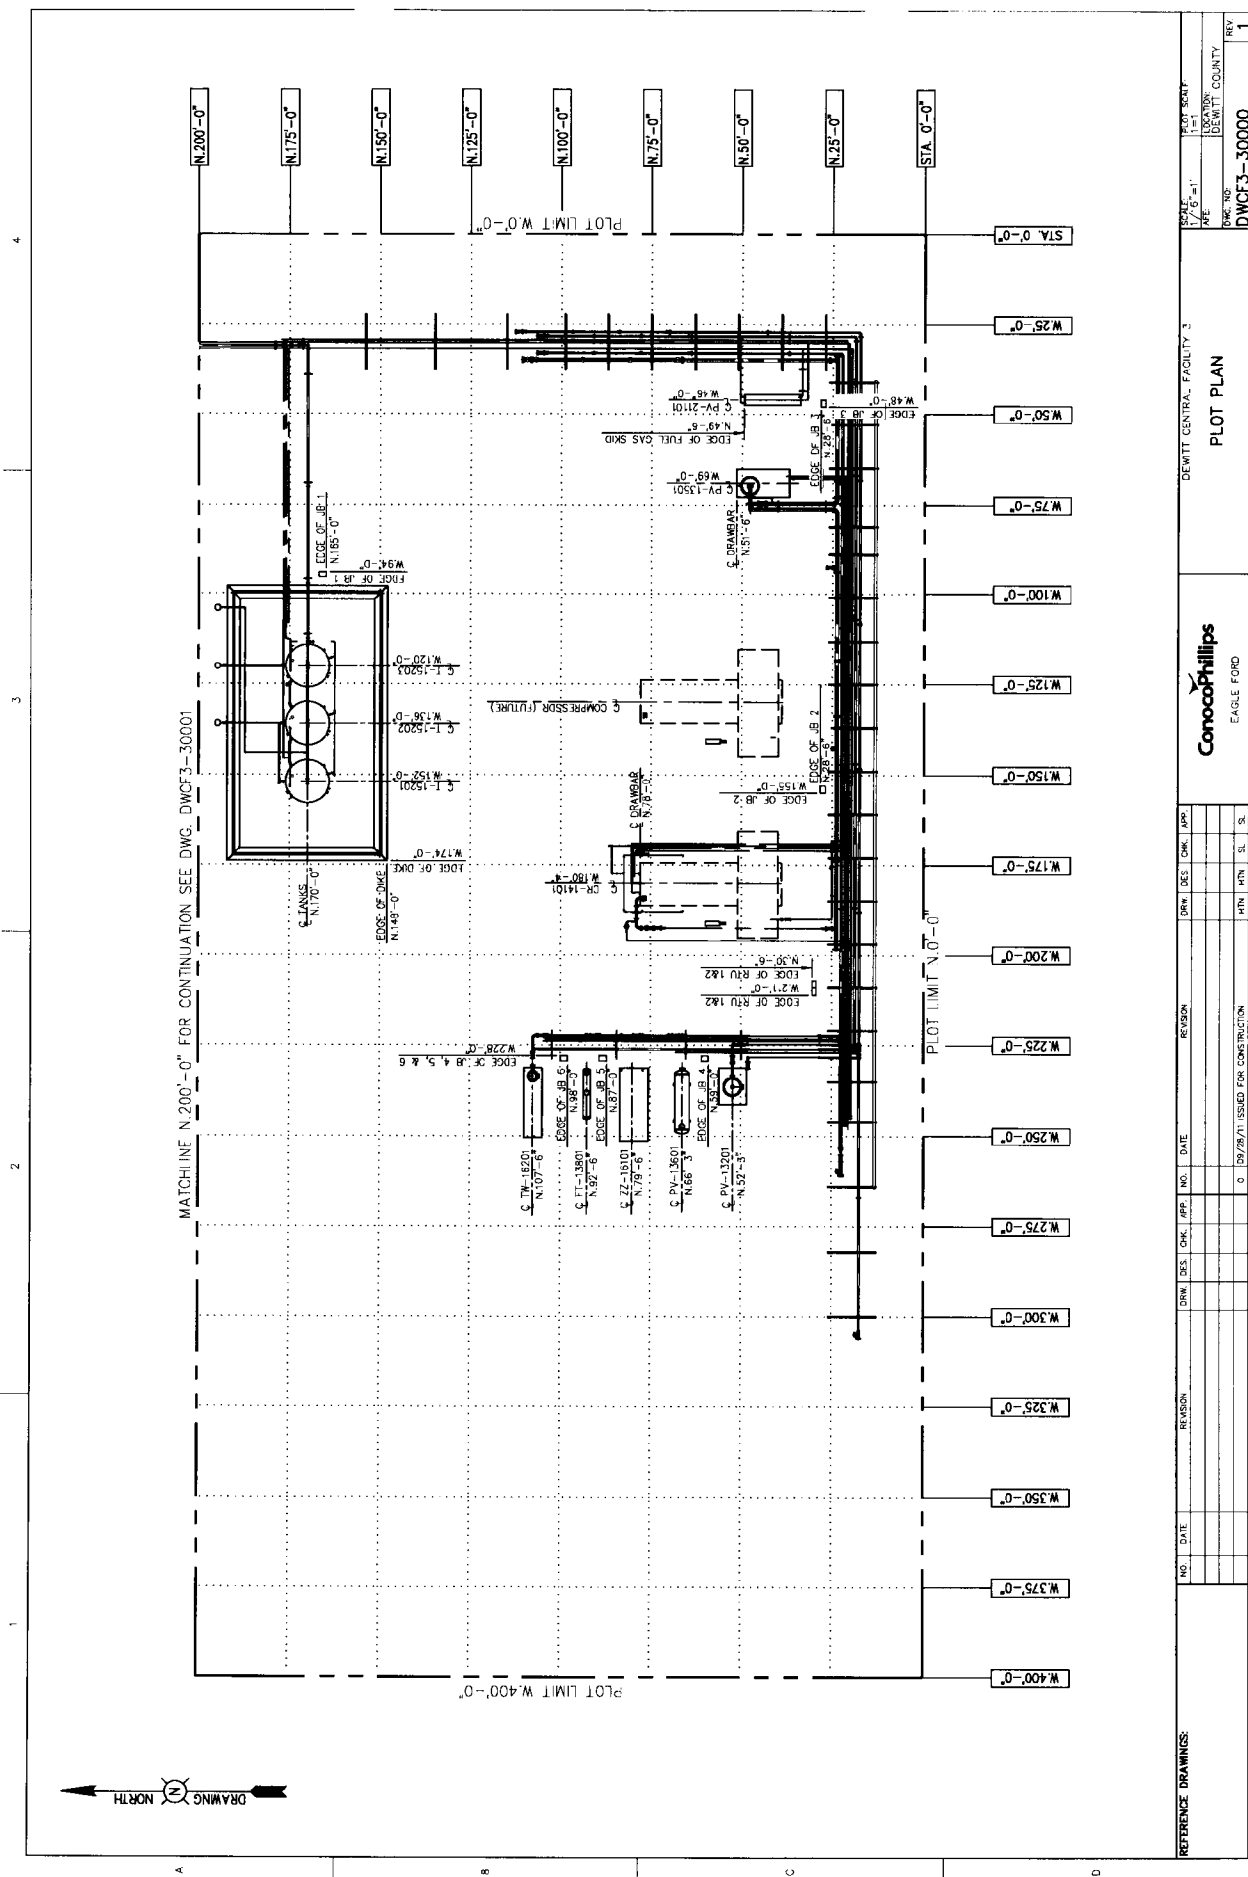 4
3
2
1
A
B
C
D
N.200'-0"
N.175'-0"
N.150'-0"
N.125'-0"
N.100'-0"
N.75'-0"
N.50'-0"
N.25'-0"
STA. 0'-0"
STA. 0'-0"
W.25'-0"
W.50'-0"
W.75'-0"
W.100'-0"
W.125'-0"
W.150'-0"
W.175'-0"
W.200'-0"
W.225'-0"
W.250'-0"
W.275'-0"
W.300'-0"
W.325'-0"
W.350'-0"
W.375'-0"
W.400'-0"
PLOT LIMIT W.0'-0"
PLOT LIMIT N.0'-0"
PLOT LIMIT W.400'-0"
MATCHLINE N.200'-0" FOR CONTINUATION SEE DWG. DWCF3-30001
EDGE OF JB 1
N.165'-0"
EDGE OF JB 1
W.94'-0"
℄ T-15203
W.120'-0"
℄ T-15202
W.136'-0"
℄ T-15201
W.152'-0"
EDGE OF DIKE
W.174'-0"
℄ TANKS
N.170'-0"
EDGE OF DIKE
N.148'-0"
℄ PV-21101
W.46'-0"
EDGE OF FUEL GAS SKID
N.49'-6"
EDGE OF JB 3
W.48'-0"
EDGE OF JB 3
N.28'-6"
℄ PV-13501
W.69'-0"
℄ DRAWBAR
N.51'-6"
℄ COMPRESSOR (FUTURE)
EDGE OF JB 2
N.28'-6"
EDGE OF JB 2
W.155'-0"
℄ DRAWBAR
N.78'-0"
℄ CR-14101
W.180'-4"
EDGE OF RTU 1&2
N.30'-6"
EDGE OF RTU 1&2
W.211'-0"
EDGE OF JB 4, 5 & 6
W.228'-0"
EDGE OF JB 6
N.98'-0"
EDGE OF JB 5
N.87'-0"
EDGE OF JB 4
N.59'-0"
℄ TW-16201
N.107'-6"
℄ FT-13801
N.92'-6"
℄ ZZ-16101
N.79'-6"
℄ PV-13601
N.66' 3"
℄ PV-13201
N.52'-3"
DRAWING N NORTH
REFERENCE DRAWINGS:
NO. DATE REVISION DRW. DES. CHK. APP. NO. DATE REVISION DRW. DES. CHK. APP.
0 09/28/11 ISSUED FOR CONSTRUCTION HTN HTN SL SL
ConocoPhillips
EAGLE FORD
DEWITT CENTRAL FACILITY 3
PLOT PLAN
SCALE:
PLOT SCALE:
1=1
AFE:
LOCATION:
DEWITT COUNTY
DWG. NO:
DWCF3-30000
REV.
1